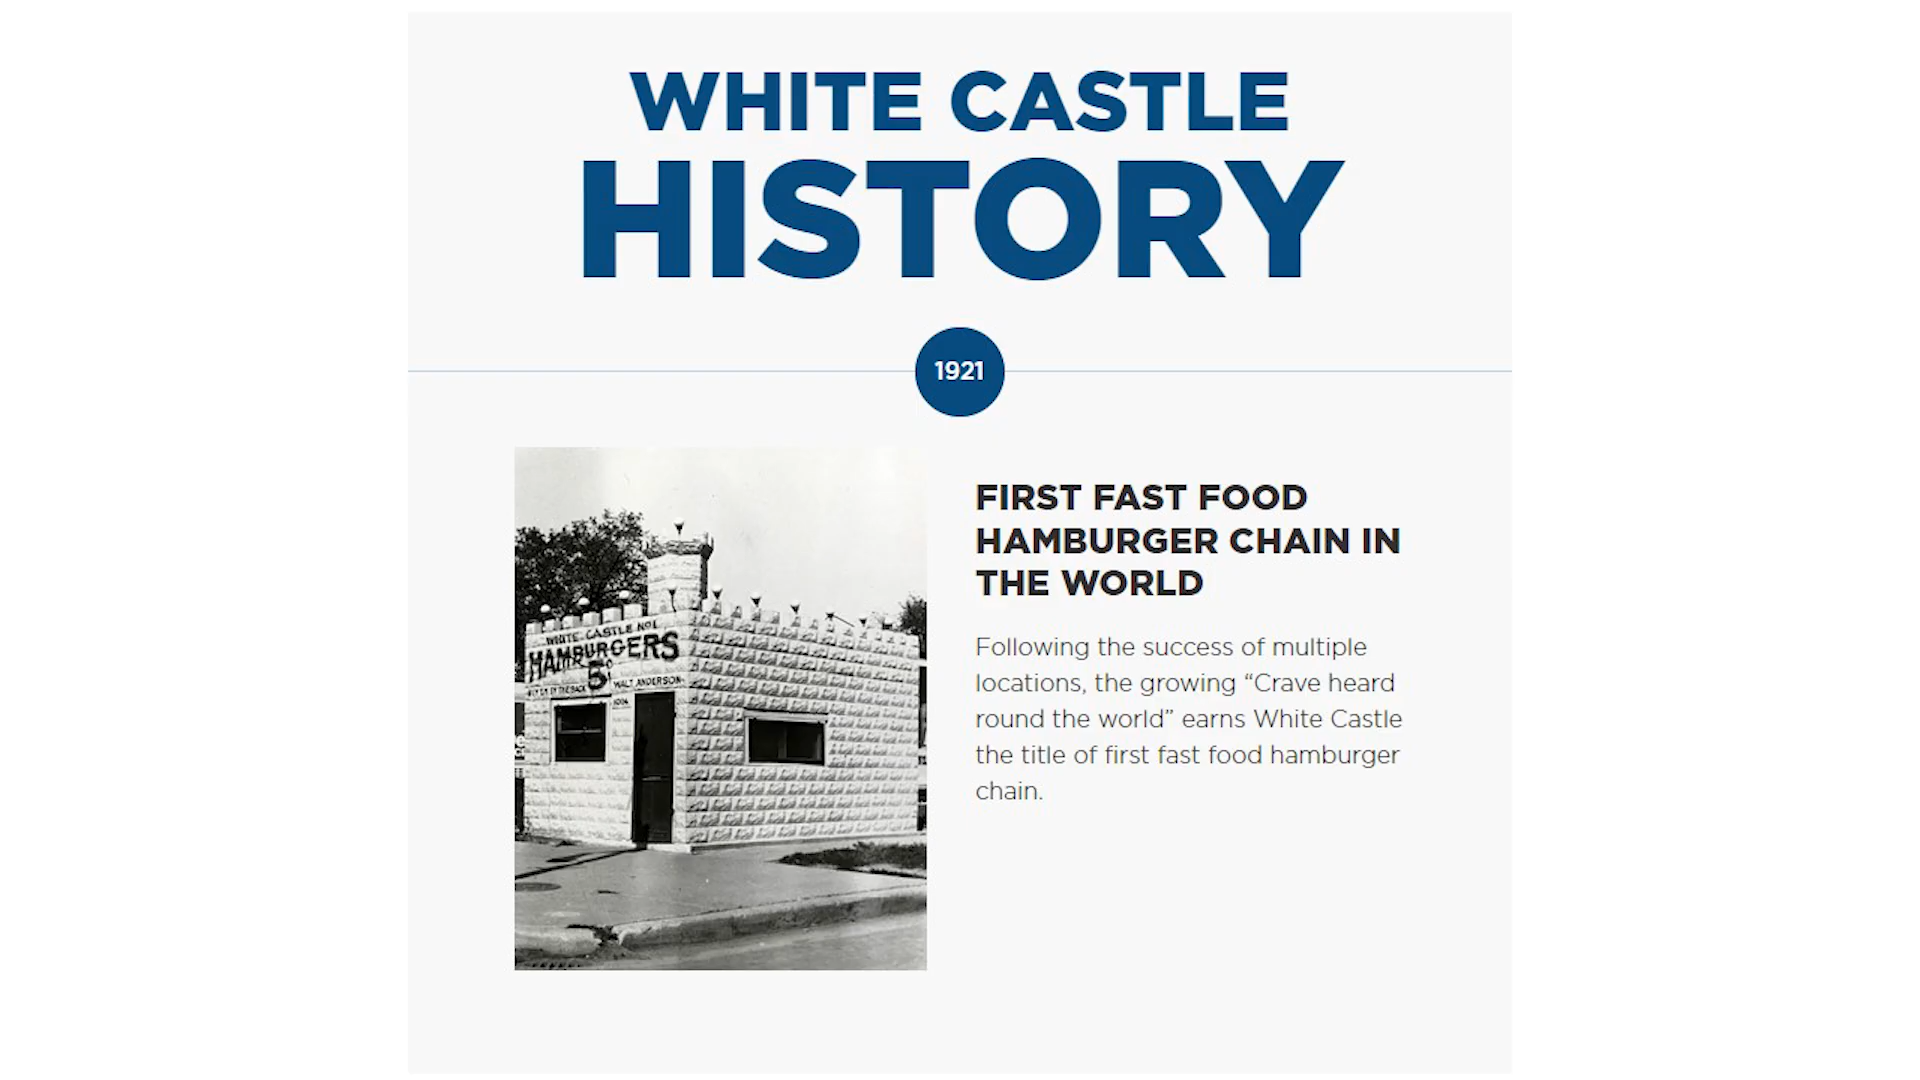 WHITE CASTLE
HISTORY
1921
FIRST FAST FOOD
HAMBURGER CHAIN IN
THE WORLD
Following the success of multiple
locations, the growing “Crave heard
round the world” earns White Castle
the title of first fast food hamburger
chain.
WHITE CASTLE NO1
HAMBURGERS
5¢
WALT ANDERSON